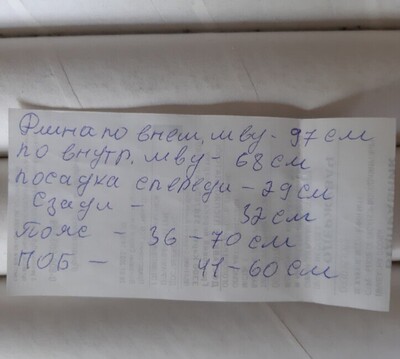 Длина по внеш. шву - 97 см
по внутр. шву - 68 см
посадка спереди - 29 см
сзади - 37 см
Пояс - 36 - 70 см
ПОБ - 41 - 60 см